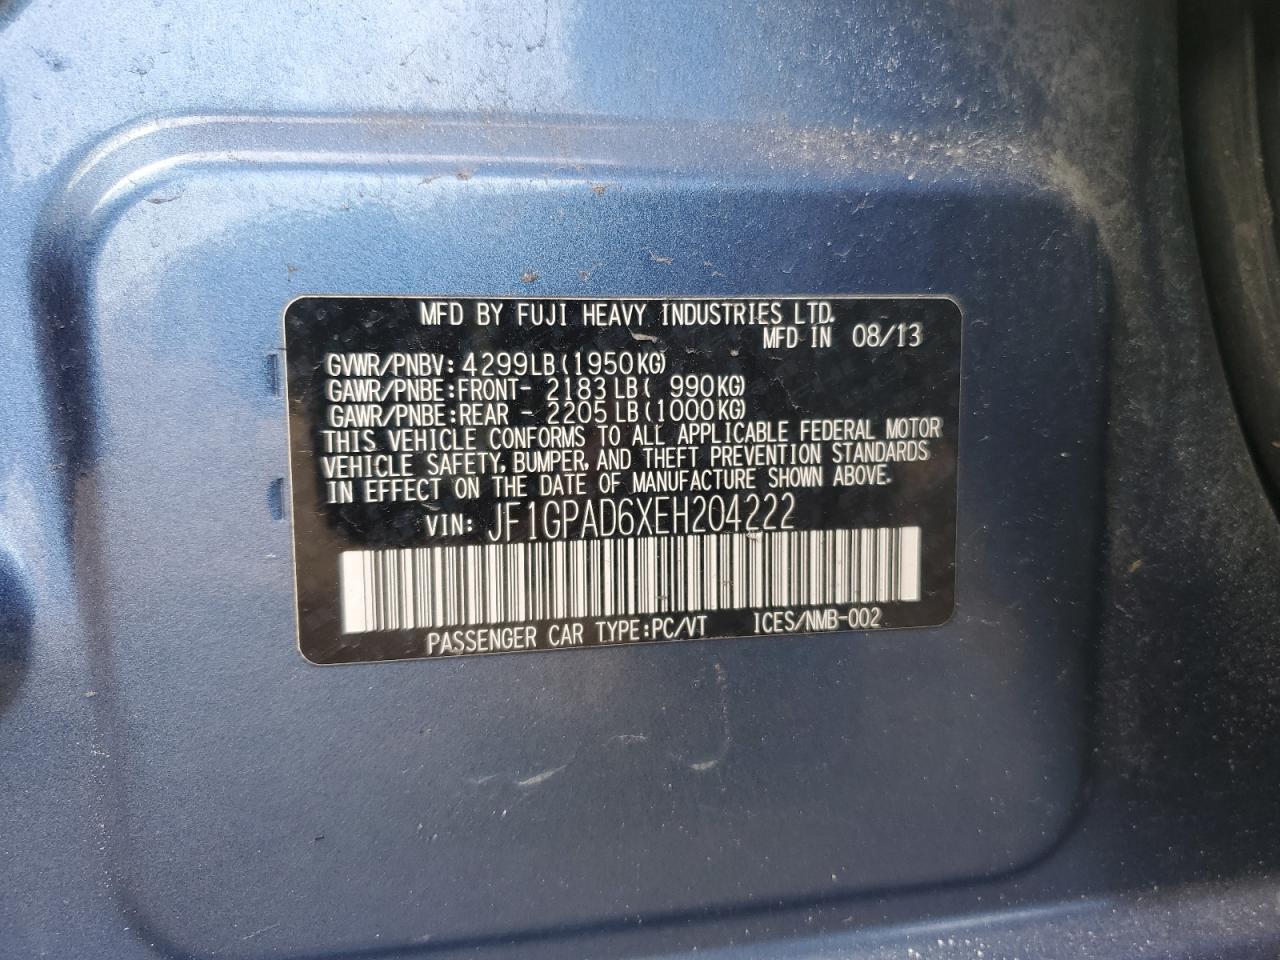 MFD BY FUJI HEAVY INDUSTRIES LTD.
MFD IN 08/13
GVWR/PNBV: 4299LB(1950KG)
GAWR/PNBE:FRONT- 2183LB( 990KG)
GAWR/PNBE:REAR - 2205LB(1000KG)
THIS VEHICLE CONFORMS TO ALL APPLICABLE FEDERAL MOTOR
VEHICLE SAFETY, BUMPER, AND THEFT PREVENTION STANDARDS
IN EFFECT ON THE DATE OF MANUFACTURE SHOWN ABOVE.
VIN: JF1GPAD6XEH204222
PASSENGER CAR TYPE:PC/VT ICES/NMB-002